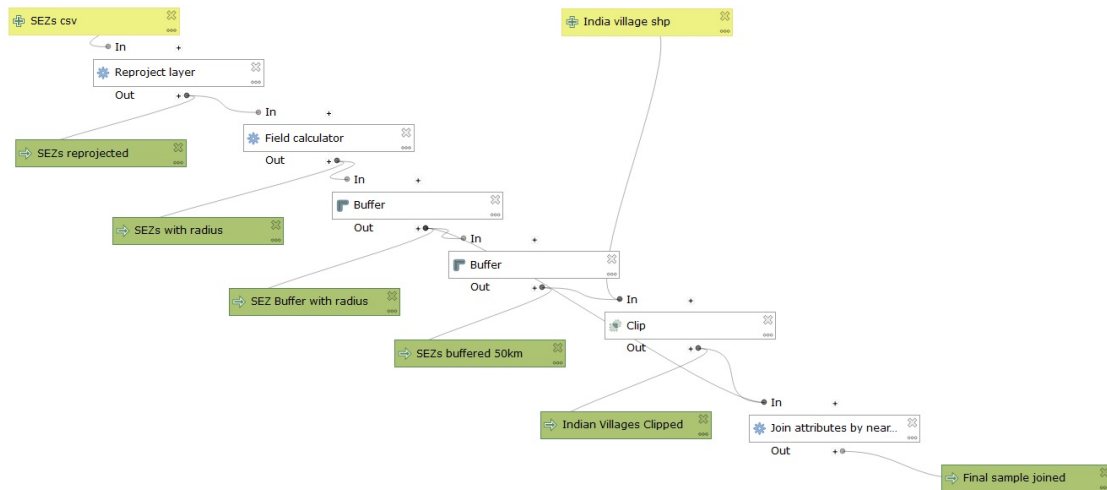 SEZs csv
India village shp
In
Reproject layer
Out
In
SEZs reprojected
Field calculator
Out
In
SEZs with radius
Buffer
Out
In
SEZ Buffer with radius
Buffer
Out
In
SEZs buffered 50km
Clip
Out
In
Indian Villages Clipped
Join attributes by near...
Out
Final sample joined